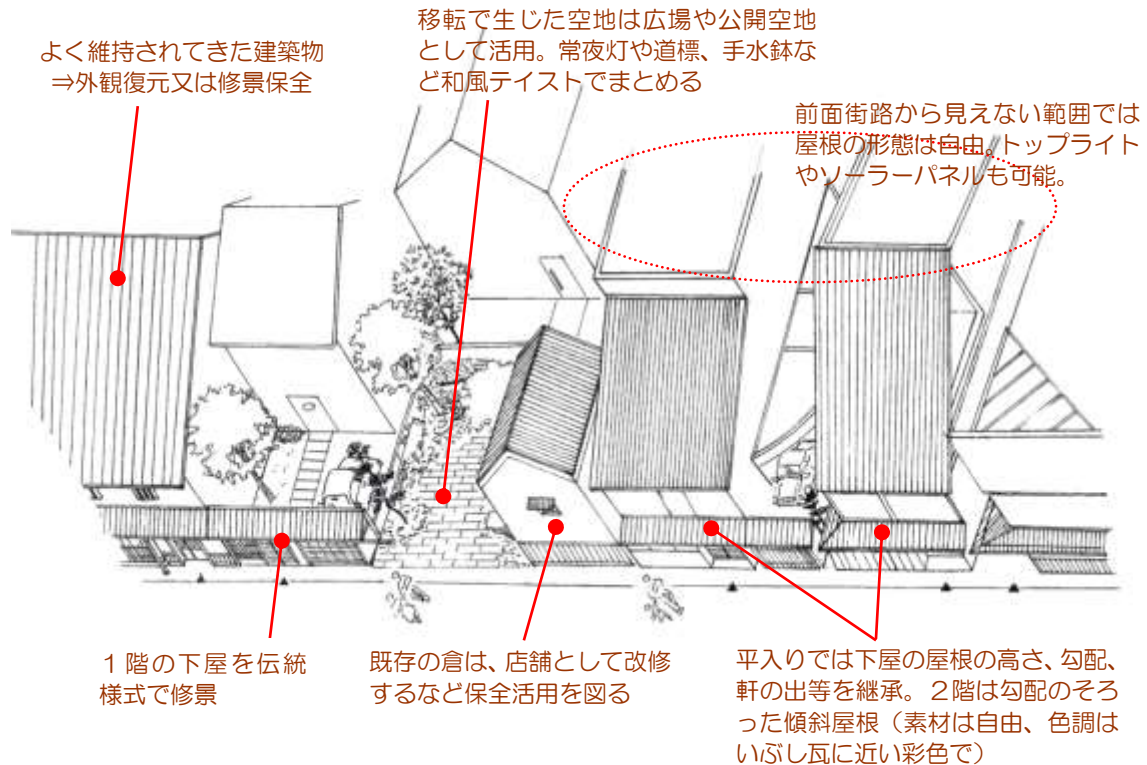 よく維持されてきた建築物
⇒外観復元又は修景保全
移転で生じた空地は広場や公開空地
として活用。常夜灯や道標、手水鉢な
ど和風テイストでまとめる
前面街路から見えない範囲では
屋根の形態は自由。トップライト
やソーラーパネルも可能。
１階の下屋を伝統
様式で修景
既存の倉は、店舗として改修
するなど保全活用を図る
平入りでは下屋の屋根の高さ、勾配、
軒の出等を継承。２階は勾配のそろ
った傾斜屋根（素材は自由、色調は
いぶし瓦に近い彩色で）